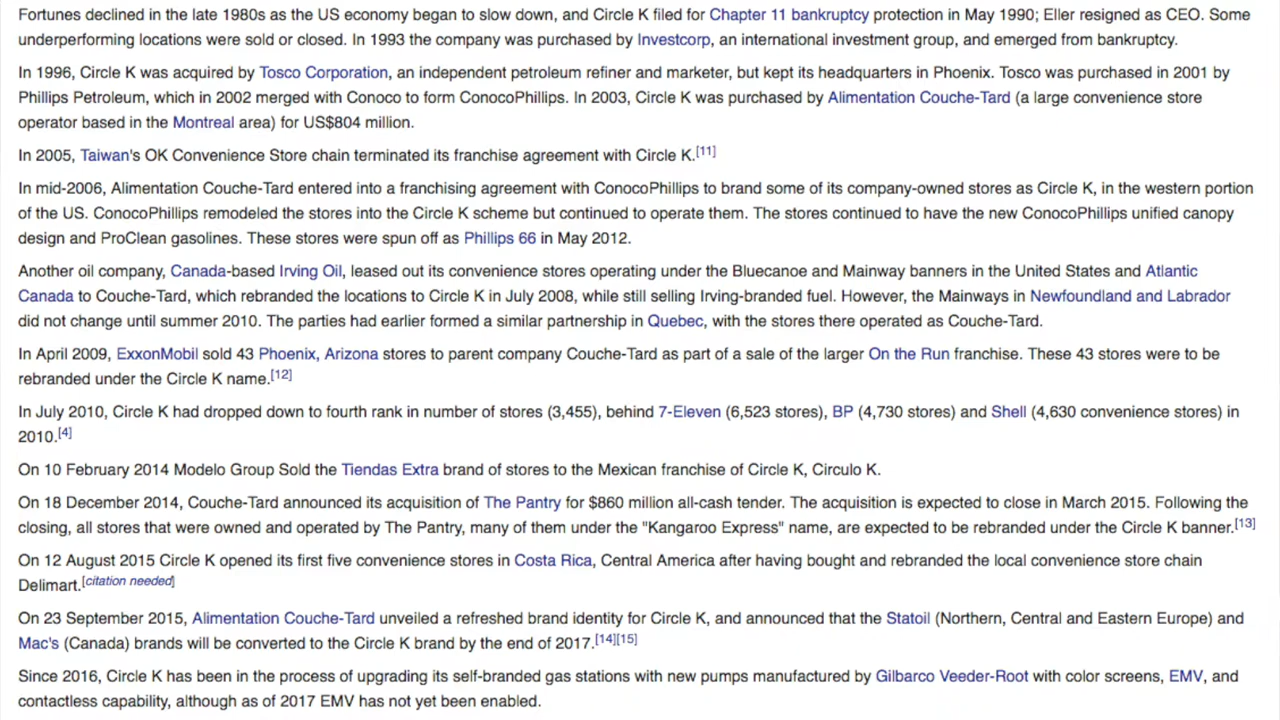 Fortunes declined in the late 1980s as the US economy began to slow down, and Circle K filed for Chapter 11 bankruptcy protection in May 1990; Eller resigned as CEO. Some
underperforming locations were sold or closed. In 1993 the company was purchased by Investcorp, an international investment group, and emerged from bankruptcy.
In 1996, Circle K was acquired by Tosco Corporation, an independent petroleum refiner and marketer, but kept its headquarters in Phoenix. Tosco was purchased in 2001 by
Phillips Petroleum, which in 2002 merged with Conoco to form ConocoPhillips. In 2003, Circle K was purchased by Alimentation Couche-Tard (a large convenience store
operator based in the Montreal area) for US$804 million.
In 2005, Taiwan's OK Convenience Store chain terminated its franchise agreement with Circle K.[11]
In mid-2006, Alimentation Couche-Tard entered into a franchising agreement with ConocoPhillips to brand some of its company-owned stores as Circle K, in the western portion
of the US. ConocoPhillips remodeled the stores into the Circle K scheme but continued to operate them. The stores continued to have the new ConocoPhillips unified canopy
design and ProClean gasolines. These stores were spun off as Phillips 66 in May 2012.
Another oil company, Canada-based Irving Oil, leased out its convenience stores operating under the Bluecanoe and Mainway banners in the United States and Atlantic
Canada to Couche-Tard, which rebranded the locations to Circle K in July 2008, while still selling Irving-branded fuel. However, the Mainways in Newfoundland and Labrador
did not change until summer 2010. The parties had earlier formed a similar partnership in Quebec, with the stores there operated as Couche-Tard.
In April 2009, ExxonMobil sold 43 Phoenix, Arizona stores to parent company Couche-Tard as part of a sale of the larger On the Run franchise. These 43 stores were to be
rebranded under the Circle K name.[12]
In July 2010, Circle K had dropped down to fourth rank in number of stores (3,455), behind 7-Eleven (6,523 stores), BP (4,730 stores) and Shell (4,630 convenience stores) in
2010.[4]
On 10 February 2014 Modelo Group Sold the Tiendas Extra brand of stores to the Mexican franchise of Circle K, Circulo K.
On 18 December 2014, Couche-Tard announced its acquisition of The Pantry for $860 million all-cash tender. The acquisition is expected to close in March 2015. Following the
closing, all stores that were owned and operated by The Pantry, many of them under the "Kangaroo Express" name, are expected to be rebranded under the Circle K banner.[13]
On 12 August 2015 Circle K opened its first five convenience stores in Costa Rica, Central America after having bought and rebranded the local convenience store chain
Delimart.[citation needed]
On 23 September 2015, Alimentation Couche-Tard unveiled a refreshed brand identity for Circle K, and announced that the Statoil (Northern, Central and Eastern Europe) and
Mac's (Canada) brands will be converted to the Circle K brand by the end of 2017.[14][15]
Since 2016, Circle K has been in the process of upgrading its self-branded gas stations with new pumps manufactured by Gilbarco Veeder-Root with color screens, EMV, and
contactless capability, although as of 2017 EMV has not yet been enabled.